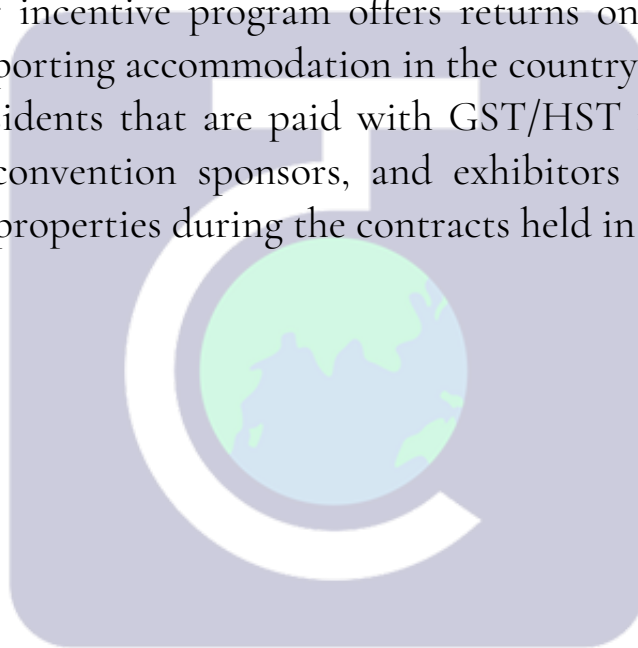 incentive program offers returns on
porting accommodation in the country
idents that are paid with GST/HST
convention sponsors, and exhibitors
properties during the contracts held in